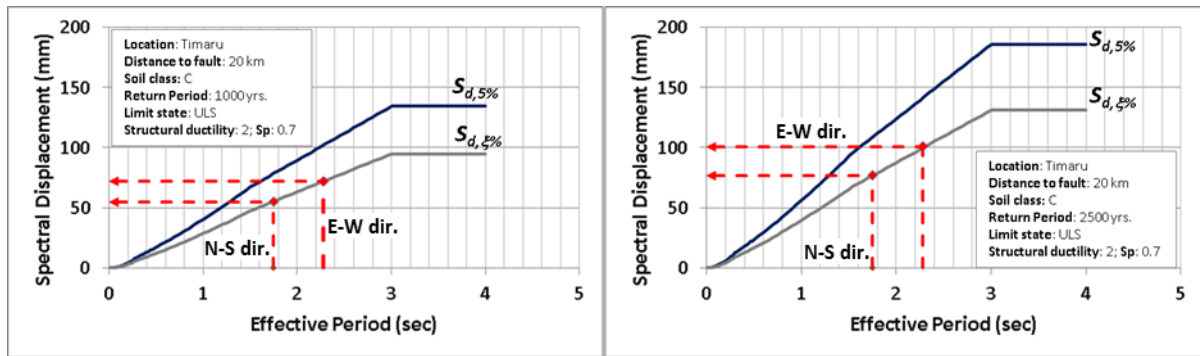 Spectral Displacement (mm)
200
150
100
50
0
Location: Timaru
Distance to fault: 20 km
Soil class: C
Return Period: 1000 yrs.
Limit state: ULS
Structural ductility: 2; Sp: 0.7
Sd,5%
Sd,ξ%
E-W dir.
N-S dir.
0 1 2 3 4 5
Effective Period (sec)
Spectral Displacement (mm)
200
150
100
50
0
Sd,5%
Sd,ξ%
E-W dir.
Location: Timaru
Distance to fault: 20 km
Soil class: C
Return Period: 2500 yrs.
Limit state: ULS
Structural ductility: 2; Sp: 0.7
N-S dir.
0 1 2 3 4 5
Effective Period (sec)